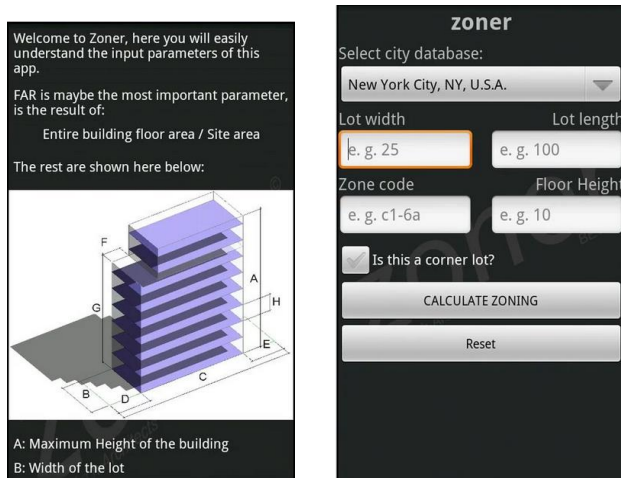 Welcome to Zoner, here you will easily
understand the input parameters of this
app.
FAR is maybe the most important parameter,
is the result of:
Entire building floor area / Site area
The rest are shown here below:
F
A
G
H
E
C
B
D
A: Maximum Height of the building
B: Width of the lot
zoner
Select city database:
New York City, NY, U.S.A.
Lot width
Lot length
e. g. 25
e. g. 100
Zone code
Floor Height
e. g. c1-6a
e. g. 10
Is this a corner lot?
CALCULATE ZONING
Reset